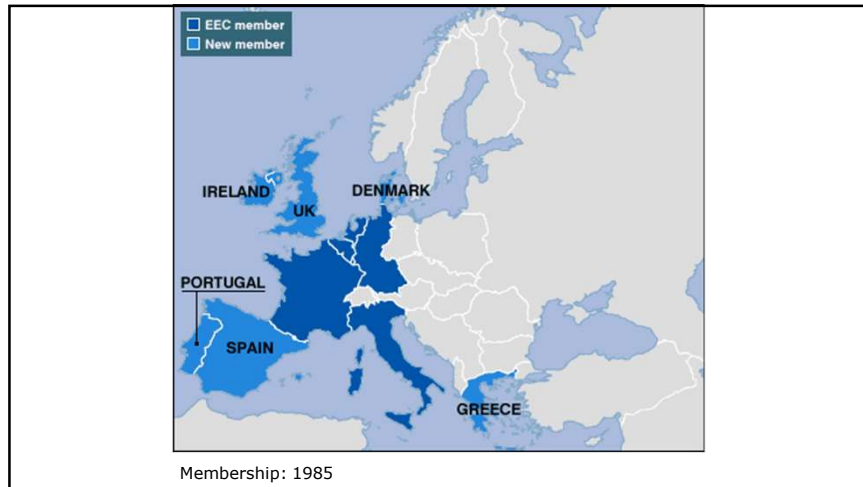 EEC member
New member
IRELAND
DENMARK
UK
PORTUGAL
SPAIN
GREECE
Membership: 1985